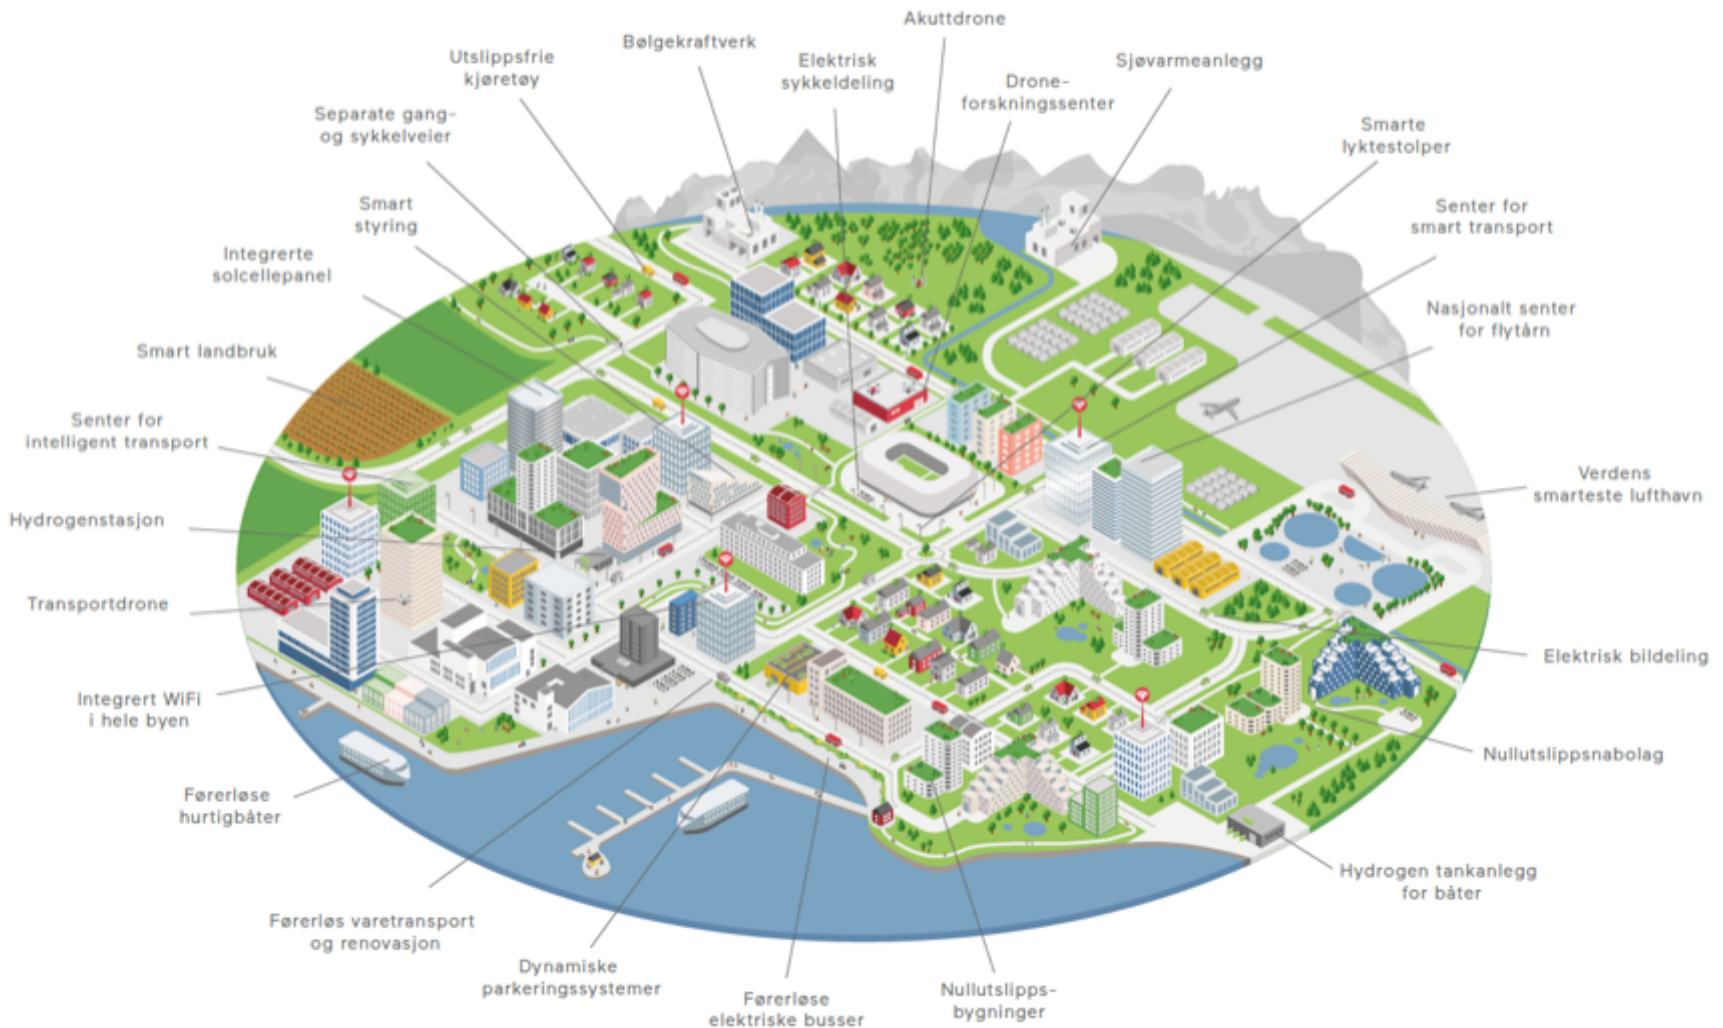 Akuttdrone
Bølgekraftverk
Utslippsfrie
kjøretøy
Elektrisk
sykkeldeling
Sjøvarmeanlegg
Drone-
forskningssenter
Separate gang-
og sykkelveier
Smarte
lyktestolper
Smart
styring
Senter for
smart transport
Integrerte
solcellepanel
Nasjonalt senter
for flytårn
Smart landbruk
Senter for
intelligent transport
Verdens
smarteste lufthavn
Hydrogenstasjon
Transportdrone
Elektrisk bildeling
Integrert WiFi
i hele byen
Nullutslippsnabolag
Førerløse
hurtigbåter
Hydrogen tankanlegg
for båter
Førerløs varetransport
og renovasjon
Dynamiske
parkeringssystemer
Førerløse
elektriske busser
Nullutslipps-
bygninger